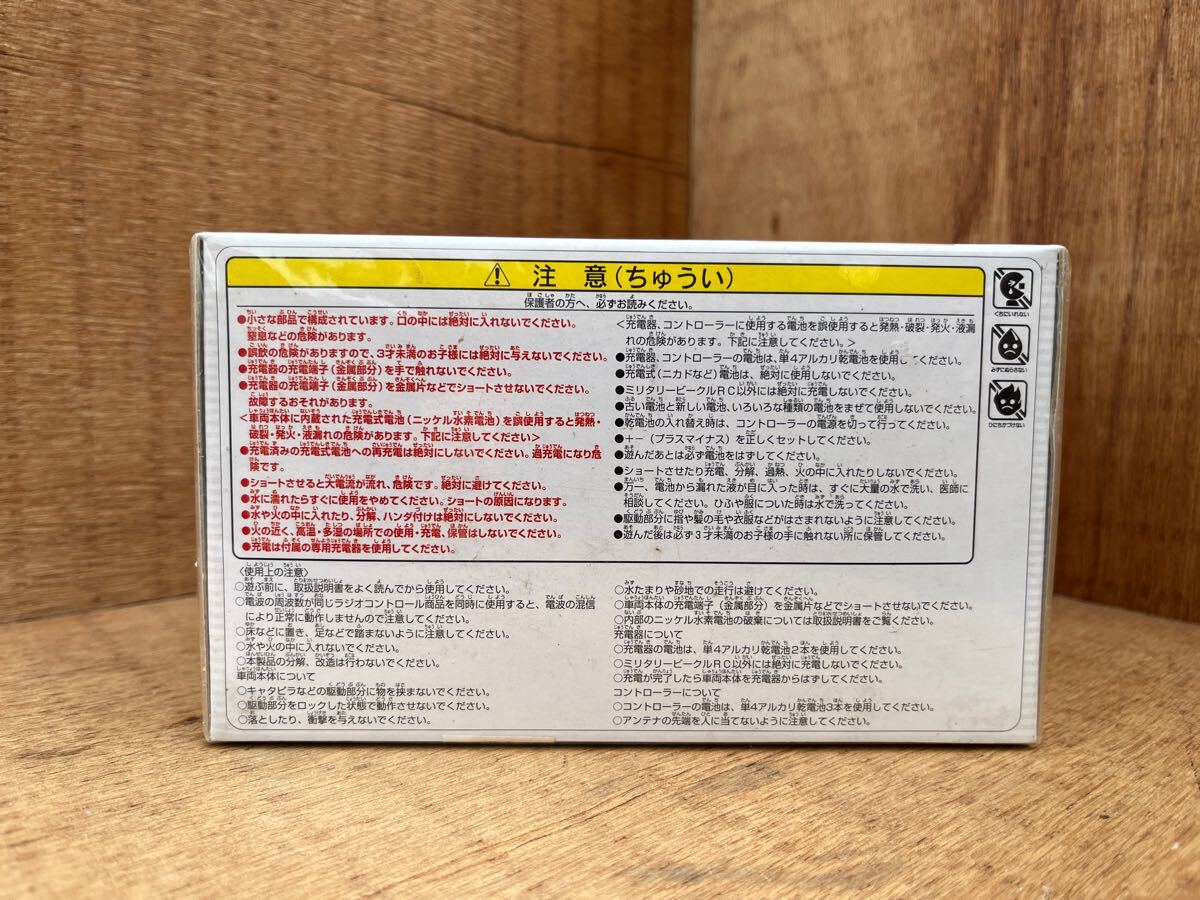 注 意(ちゅうい)
保護者の方へ、必ずお読みください。
●小さな部品で構成されています。口の中には絶対に入れないでください。
窒息などの危険があります。
●誤飲の危険がありますので、3才未満のお子様には絶対に与えないでください。
●充電器の充電端子(金属部分)を手で触れないでください。
●充電器の充電端子(金属部分)を金属片などでショートさせないでください。
故障するおそれがあります。
<車両本体に内蔵された充電式電池(ニッケル水素電池)を誤使用すると発熱・
破裂・発火・液漏れの危険があります。下記に注意してください>
●充電済みの充電式電池への再充電は絶対にしないでください。過充電になり危
険です。
●ショートさせると大電流が流れ、危険です。絶対に避けてください。
●水に濡れたらすぐに使用をやめてください。ショートの原因になります。
●水や火の中に入れたり、分解、ハンダ付けは絶対にしないでください。
●火の近く、高温・多湿の場所での使用・充電、保管はしないでください。
●充電は付属の専用充電器を使用してください。
<充電器、コントローラーに使用する電池を誤使用すると発熱・破裂・発火・液漏
れの危険があります。下記に注意してください。>
●充電器、コントローラーの電池は、単4アルカリ乾電池を使用してください。
●充電式(ニカドなど)電池は、絶対に使用しないでください。
●ミリタリービークルRC以外には絶対に充電しないでください。
●古い電池と新しい電池、いろいろな種類の電池をまぜて使用しないでください。
●乾電池の入れ替え時は、コントローラーの電源を切って行ってください。
●+−(プラスマイナス)を正しくセットしてください。
●遊んだあとは必ず電池をはずしてください。
●ショートさせたり充電、分解、過熱、火の中に入れたりしないでください。
●万一、電池から漏れた液が目に入った時は、すぐに大量の水で洗い、医師に
相談してください。ひふや服についた時は水で洗ってください。
●駆動部分に指や髪の毛や衣服などがはさまれないように注意してください。
●遊んだ後は必ず3才未満のお子様の手に触れない所に保管してください。
くちにいれない
みずにぬらさない
ひにちかづけない
〈使用上の注意〉
○遊ぶ前に、取扱説明書をよく読んでから使用してください。
○電波の周波数が同じラジオコントロール商品を同時に使用すると、電波の混信
により正常に動作しませんので注意してください。
○床などに置き、足などで踏まないように注意してください。
○水や火の中に入れないでください。
○本製品の分解、改造は行わないでください。
車両本体について
○キャタピラなどの駆動部分に物を挟まないでください。
○駆動部分をロックした状態で動作させないでください。
○落としたり、衝撃を与えないでください。
○水たまりや砂地での走行は避けてください。
○車両本体の充電端子(金属部分)を金属片などでショートさせないでください。
○内部のニッケル水素電池の破棄については取扱説明書をご覧ください。
充電器について
○充電器の電池は、単4アルカリ乾電池2本を使用してください。
○ミリタリービークルRC以外には絶対に充電しないでください。
○充電が完了したら車両本体を充電器からはずしてください。
コントローラーについて
○コントローラーの電池は、単4アルカリ乾電池3本を使用してください。
○アンテナの先端を人に当てないように注意してください。